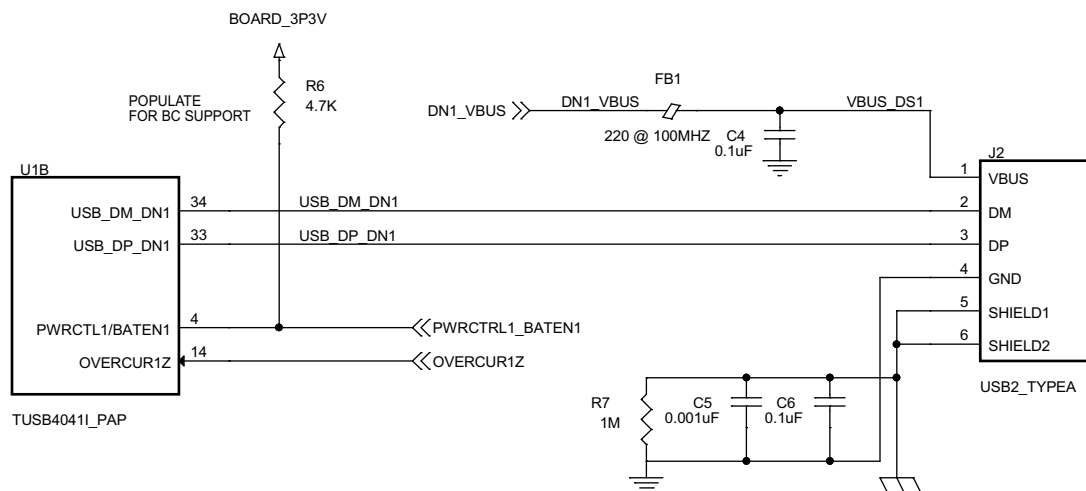 BOARD_3P3V
R6
4.7K
POPULATE
FOR BC SUPPORT
FB1
DN1_VBUS
DN1_VBUS
VBUS_DS1
220 @ 100MHZ
C4
0.1uF
J2
1
VBUS
U1B
USB_DM_DN1
34
USB_DM_DN1
2
DM
USB_DP_DN1
33
USB_DP_DN1
3
DP
4
GND
5
SHIELD1
6
SHIELD2
PWRCTL1/BATEN1
4
PWRCTRL1_BATEN1
OVERCUR1Z
14
OVERCUR1Z
USB2_TYPEA
TUSB4041I_PAP
R7
1M
C5
0.001uF
C6
0.1uF